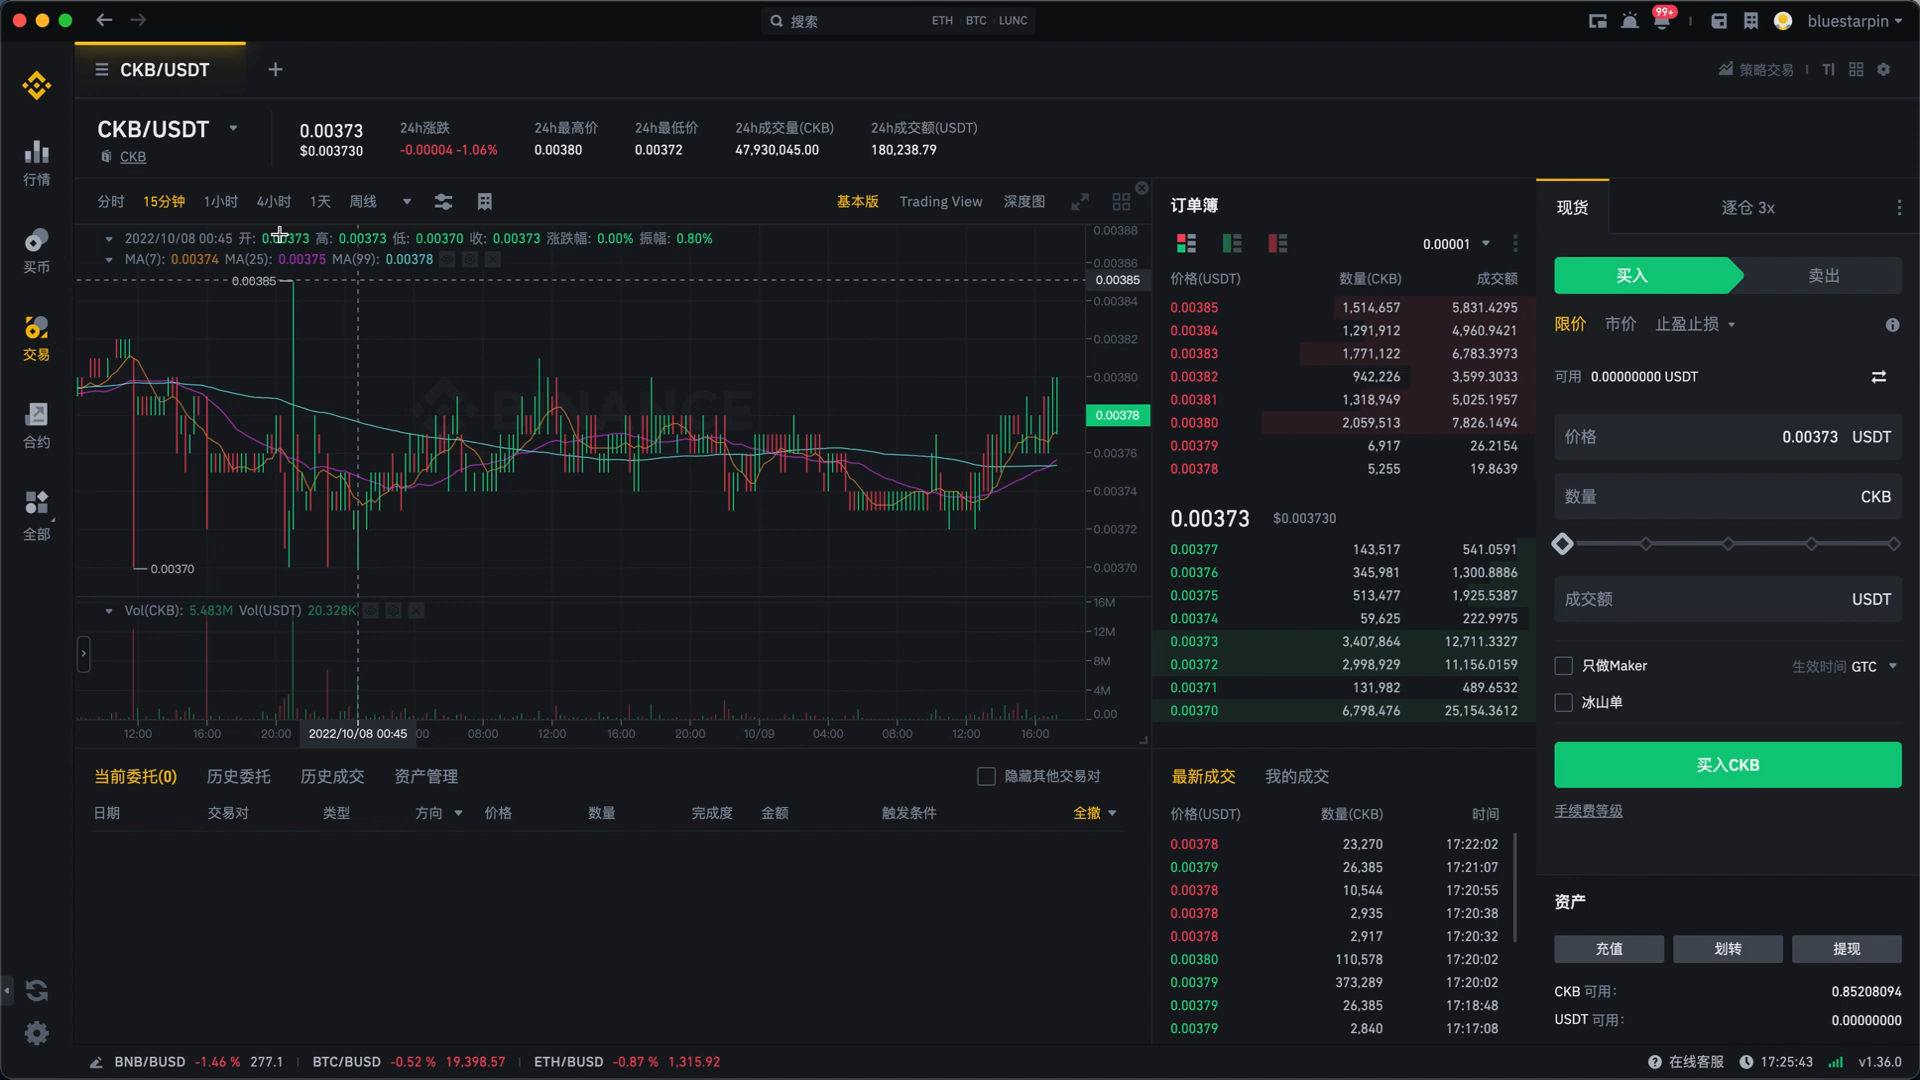 搜索 ETH BTC LUNC
99+
bluestarpin
CKB/USDT
策略交易
CKB/USDT
CKB
0.00373
$0.003730
24h涨跌
-0.00004 -1.06%
24h最高价
0.00380
24h最低价
0.00372
24h成交量(CKB)
47,930,045.00
24h成交额(USDT)
180,238.79
行情
买币
交易
合约
全部
分时 15分钟 1小时 4小时 1天 周线
基本版 Trading View 深度图
2022/10/08 00:45 开: 0.00373 高: 0.00373 低: 0.00370 收: 0.00373 涨跌幅: 0.00% 振幅: 0.80%
MA(7): 0.00374 MA(25): 0.00375 MA(99): 0.00378
0.00385
0.00370
BINANCE
0.00388
0.00386
0.00385
0.00384
0.00382
0.00380
0.00378
0.00376
0.00374
0.00372
0.00370
Vol(CKB): 5.483M Vol(USDT) 20.328K
16M
12M
8M
4M
0.00
12:00 16:00 20:00 2022/10/08 00:45 00 08:00 12:00 16:00 20:00 10/09 04:00 08:00 12:00 16:00
当前委托(0) 历史委托 历史成交 资产管理
隐藏其他交易对
日期 交易对 类型 方向 价格 数量 完成度 金额 触发条件 全撤
订单簿
0.00001
价格(USDT) 数量(CKB) 成交额
0.00385 1,514,657 5,831.4295
0.00384 1,291,912 4,960.9421
0.00383 1,771,122 6,783.3973
0.00382 942,226 3,599.3033
0.00381 1,318,949 5,025.1957
0.00380 2,059,513 7,826.1494
0.00379 6,917 26.2154
0.00378 5,255 19.8639
0.00373 $0.003730
0.00377 143,517 541.0591
0.00376 345,981 1,300.8886
0.00375 513,477 1,925.5387
0.00374 59,625 222.9975
0.00373 3,407,864 12,711.3327
0.00372 2,998,929 11,156.0159
0.00371 131,982 489.6532
0.00370 6,798,476 25,154.3612
最新成交 我的成交
价格(USDT) 数量(CKB) 时间
0.00378 23,270 17:22:02
0.00379 26,385 17:21:07
0.00378 10,544 17:20:55
0.00378 2,935 17:20:38
0.00378 2,917 17:20:32
0.00380 110,578 17:20:02
0.00379 373,289 17:20:02
0.00379 26,385 17:18:48
0.00379 2,840 17:17:08
现货 逐仓 3x
买入 卖出
限价 市价 止盈止损
可用 0.00000000 USDT
价格 0.00373 USDT
数量 CKB
成交额 USDT
只做Maker 生效时间 GTC
冰山单
买入CKB
手续费等级
资产
充值 划转 提现
CKB 可用: 0.85208094
USDT 可用: 0.00000000
BNB/BUSD -1.46 % 277.1 BTC/BUSD -0.52 % 19,398.57 ETH/BUSD -0.87 % 1,315.92
在线客服 17:25:43 v1.36.0